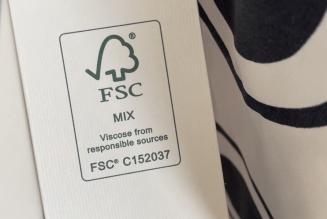 ®
FSC
MIX
Viscose from
responsible sources
FSC® C152037